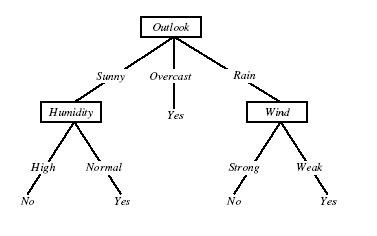 Outlook
Sunny Overcast Rain
Humidity Yes Wind
High Normal Strong Weak
No Yes No Yes